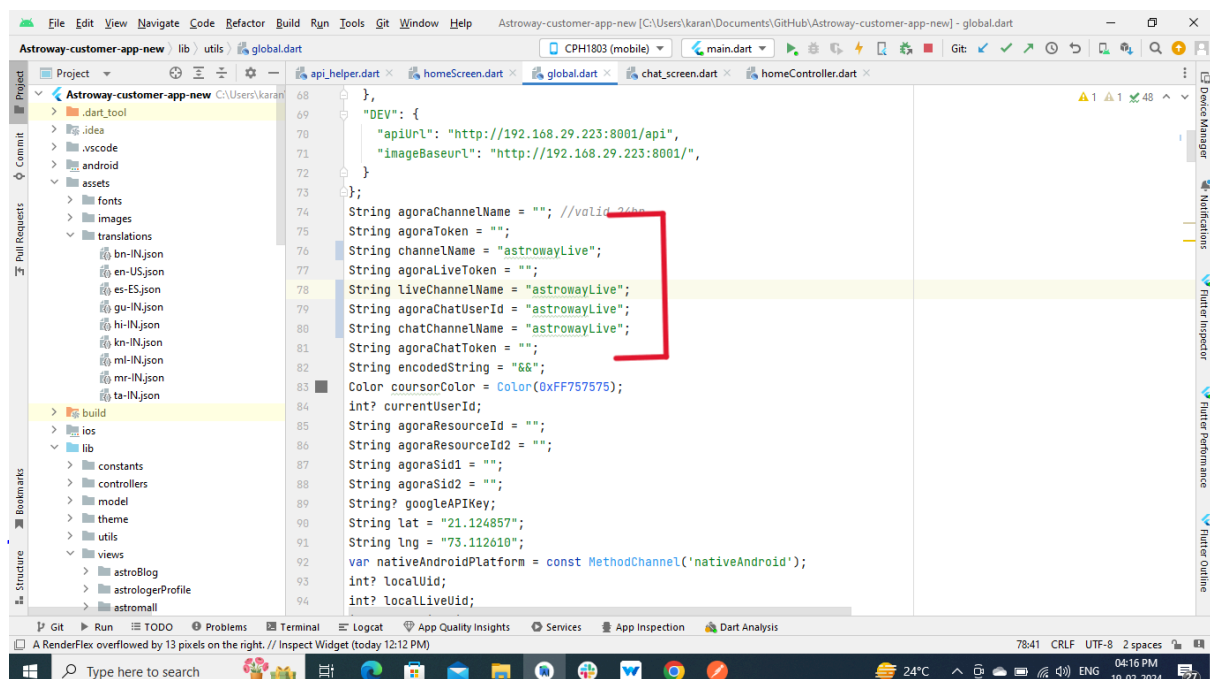 File Edit View Navigate Code Refactor Build Run Tools Git Window Help Astroway-customer-app-new [C:\Users\karan\Documents\GitHub\Astroway-customer-app-new] - global.dart
Astroway-customer-app-new lib utils global.dart CPH1803 (mobile) main.dart Git:
Project
api_helper.dart homeScreen.dart global.dart chat_screen.dart homeController.dart
Astroway-customer-app-new C:\Users\karan
.dart_tool
.idea
.vscode
android
assets
fonts
images
translations
bn-IN.json
en-US.json
es-ES.json
gu-IN.json
hi-IN.json
kn-IN.json
ml-IN.json
mr-IN.json
ta-IN.json
build
ios
lib
constants
controllers
model
theme
utils
views
astroBlog
astrologerProfile
astromall
1 1 48
68 },
69 "DEV": {
70 "apiUrl": "http://192.168.29.223:8001/api",
71 "imageBaseurl": "http://192.168.29.223:8001/",
72 }
73 };
74 String agoraChannelName = ""; //valid
75 String agoraToken = "";
76 String channelName = "astrowayLive";
77 String agoraLiveToken = "";
78 String liveChannelName = "astrowayLive";
79 String agoraChatUserId = "astrowayLive";
80 String chatChannelName = "astrowayLive";
81 String agoraChatToken = "";
82 String encodedString = "&&";
83 Color coursorColor = Color(0xFF757575);
84 int? currentUserId;
85 String agoraResourceId = "";
86 String agoraResourceId2 = "";
87 String agoraSid1 = "";
88 String agoraSid2 = "";
89 String? googleAPIKey;
90 String lat = "21.124857";
91 String lng = "73.112610";
92 var nativeAndroidPlatform = const MethodChannel('nativeAndroid');
93 int? localUid;
94 int? localLiveUid;
Project
Commit
Pull Requests
Bookmarks
Structure
Device Manager
Notifications
Flutter Inspector
Flutter Performance
Flutter Outline
Git Run TODO Problems Terminal Logcat App Quality Insights Services App Inspection Dart Analysis
A RenderFlex overflowed by 13 pixels on the right. // Inspect Widget (today 12:12 PM) 78:41 CRLF UTF-8 2 spaces
Type here to search 24°C ENG 04:16 PM